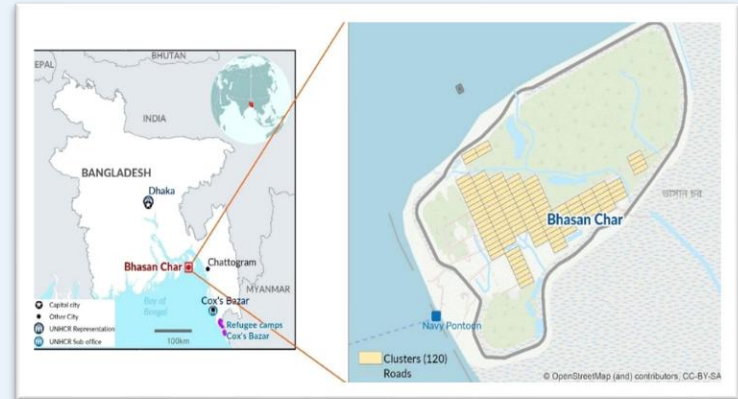 BHUTAN
EPAL
INDIA
BANGLADESH
Dhaka
Bhasan Char
Chattogram
MYANMAR
Bay of
Bengal
Cox's Bazar
Refugee camps
Cox's Bazar
Capital city
Other City
UNHCR Representation
UNHCR Sub office
100km
Bhasan Char
ভাসান চর
Navy Pontoon
Clusters (120)
Roads
© OpenStreetMap (and) contributors, CC-BY-SA